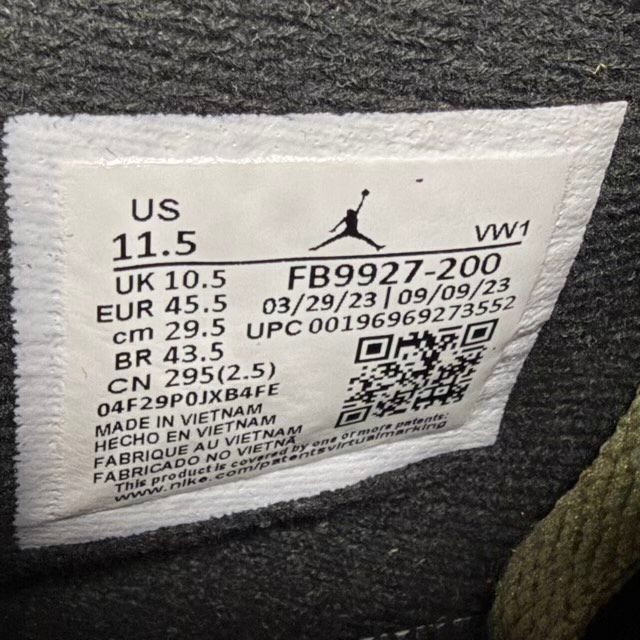 US
11.5
VW1
UK 10.5
FB9927-200
EUR 45.5
03/29/23 | 09/09/23
cm 29.5
UPC 00196969273552
BR 43.5
CN 295(2.5)
04F29P0JXB4FE
MADE IN VIETNAM
HECHO EN VIETNAM
FABRIQUE AU VIETNAM
FABRICADO NO VIETNA
This product is covered by one or more patents.
www.nike.com/patentsvirtualmarking